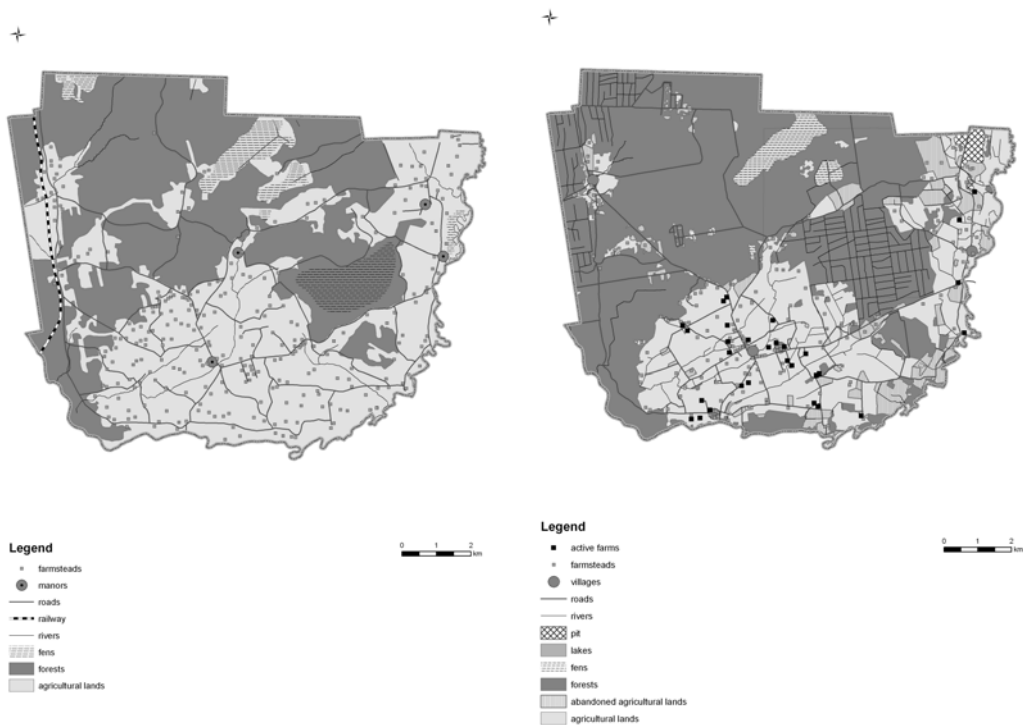 Legend
farmsteads
manors
roads
railway
rivers
fens
forests
agricultural lands
0 1 2
km
Legend
active farms
farmsteads
villages
roads
rivers
pit
lakes
fens
forests
abandoned agricultural lands
agricultural lands
0 1 2
km